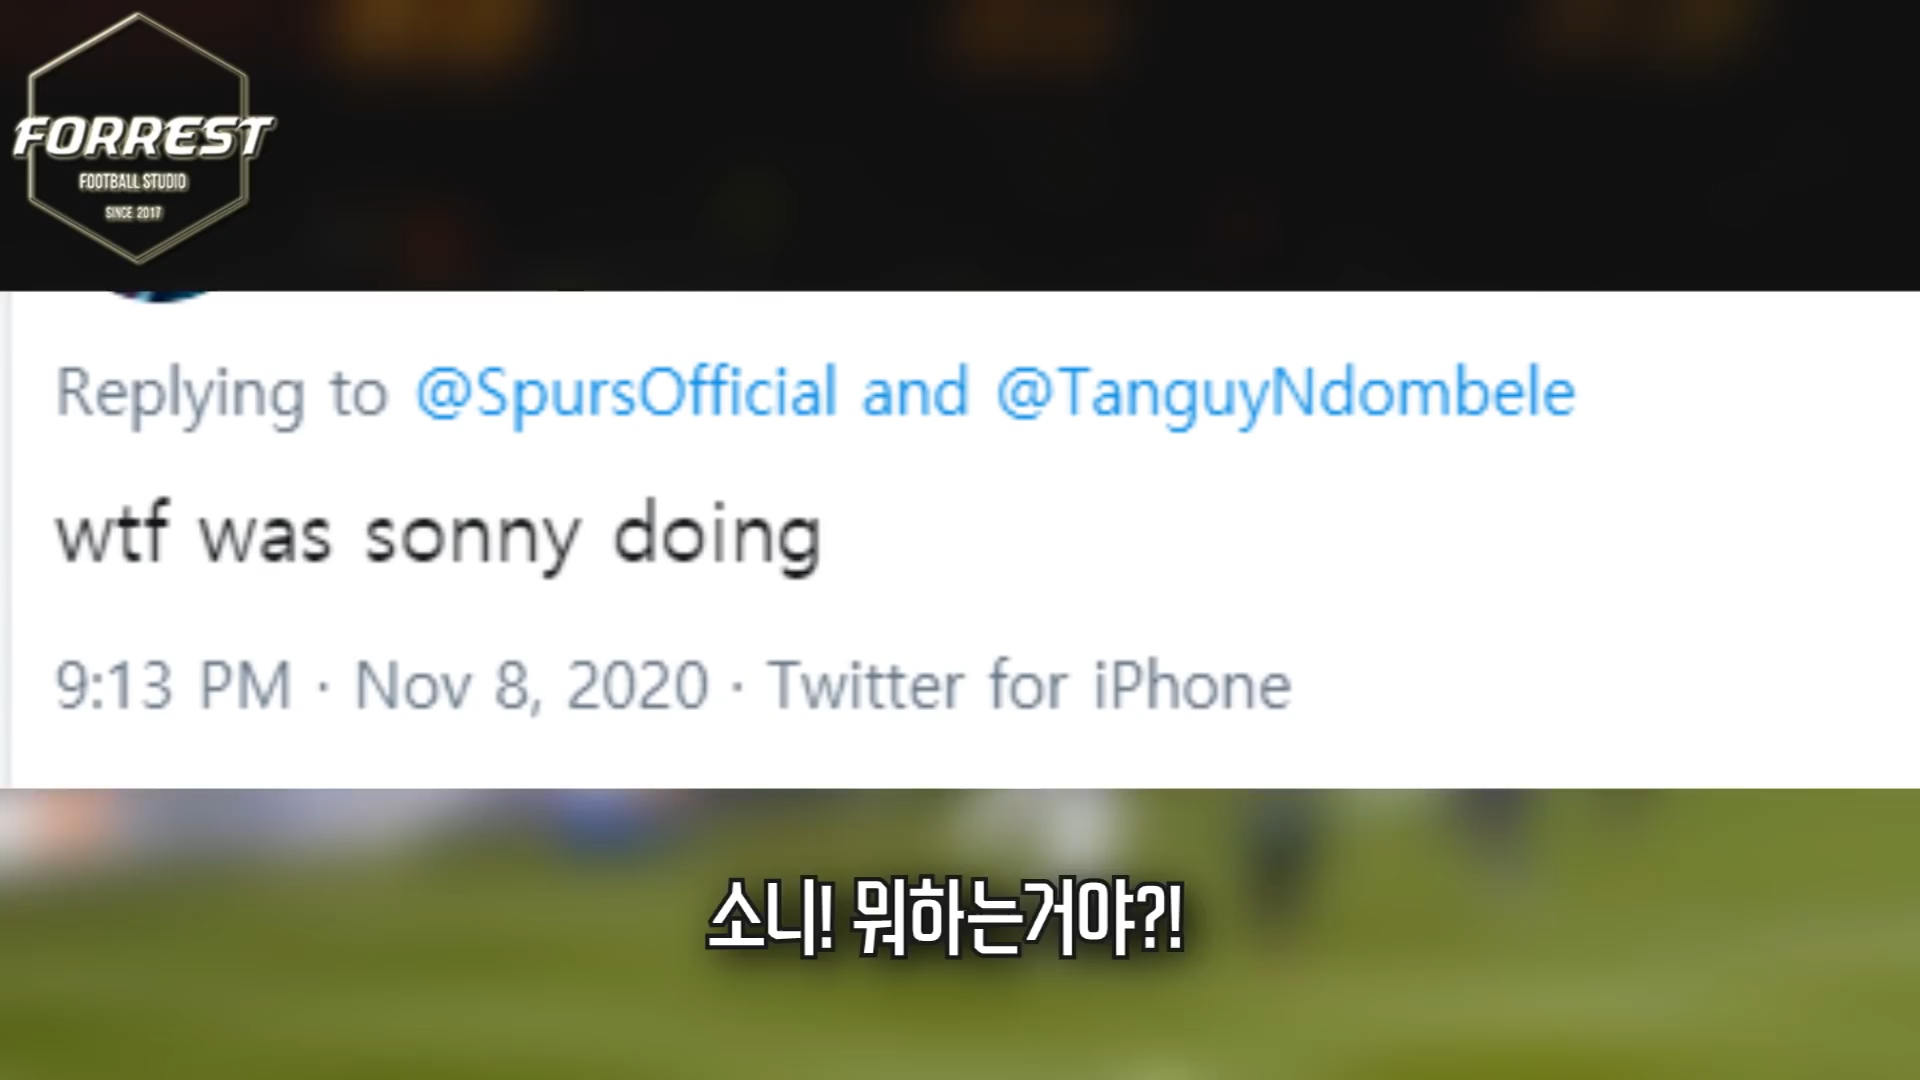 FORREST
FOOTBALL STUDIO
SINCE 2017
Replying to @SpursOfficial and @TanguyNdombele
wtf was sonny doing
9:13 PM · Nov 8, 2020 · Twitter for iPhone
소니! 뭐하는거야?!